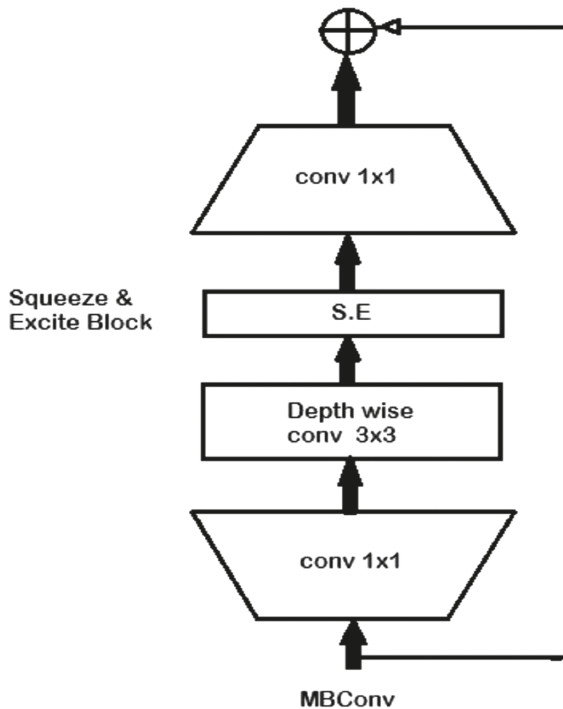 conv 1x1
Squeeze &
Excite Block
S.E
Depth wise
conv 3x3
conv 1x1
MBConv